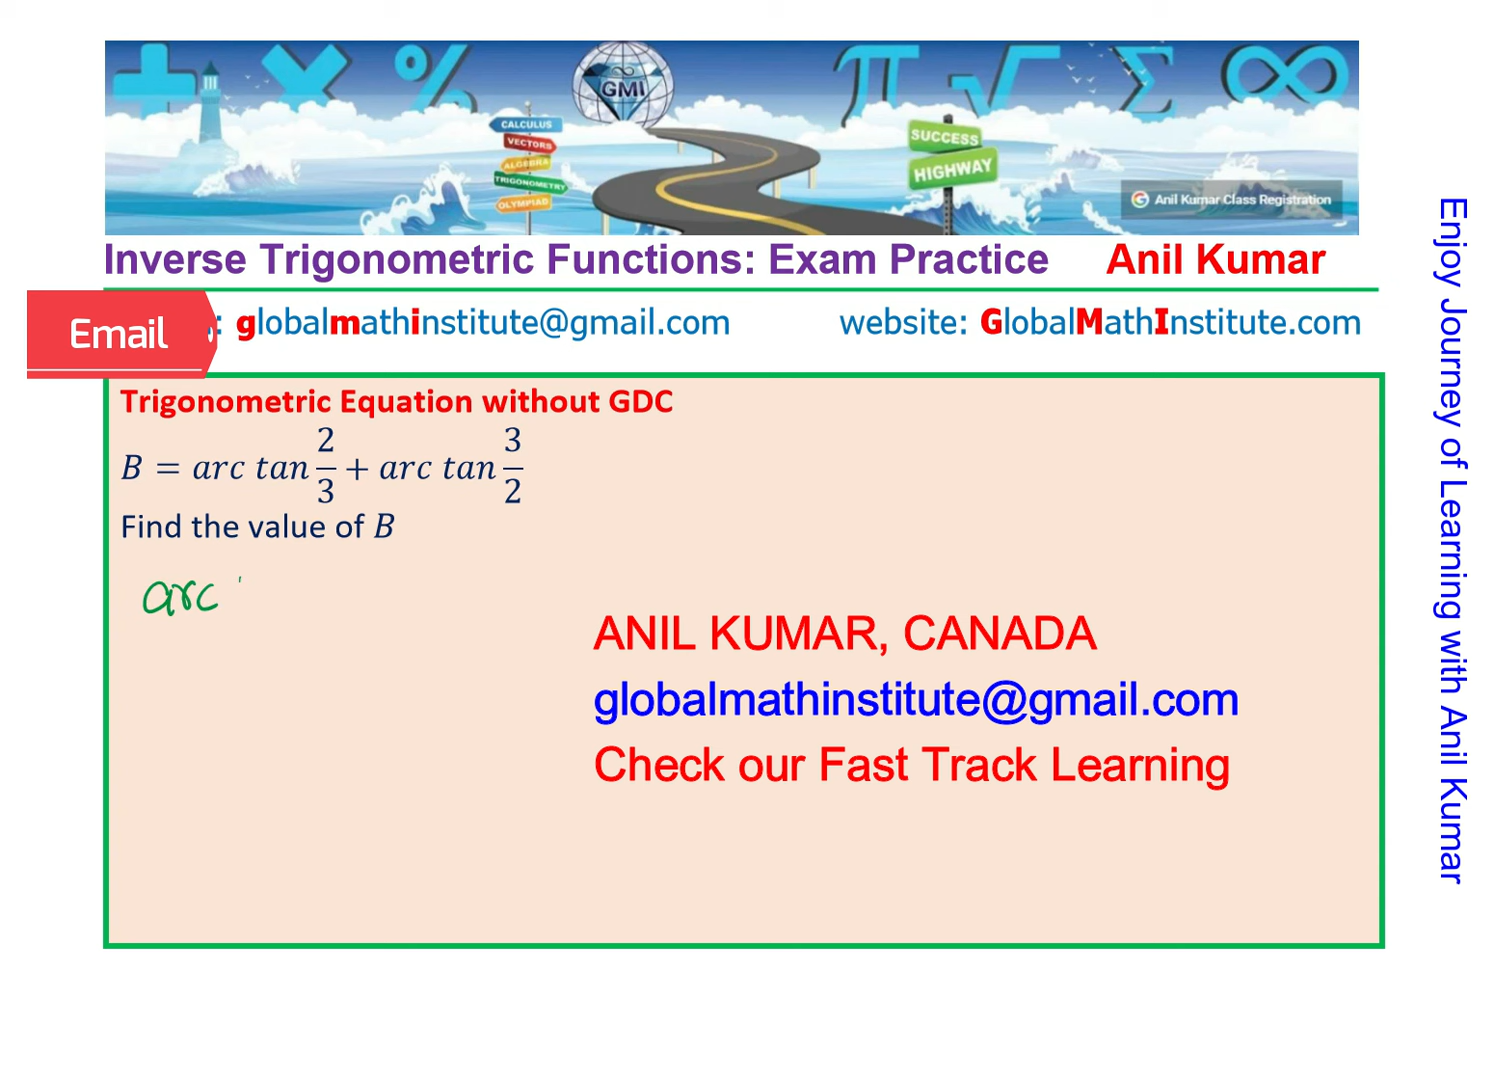 GMI
CALCULUS
VECTORS
ALGEBRA
TRIGONOMETRY
OLYMPIAD
SUCCESS
HIGHWAY
Anil Kumar Class Registration
Inverse Trigonometric Functions: Exam Practice Anil Kumar
Email : globalmathinstitute@gmail.com website: GlobalMathInstitute.com
Trigonometric Equation without GDC
B = arc tan 2/3 + arc tan 3/2
Find the value of B
arc
ANIL KUMAR, CANADA
globalmathinstitute@gmail.com
Check our Fast Track Learning
Enjoy Journey of Learning with Anil Kumar